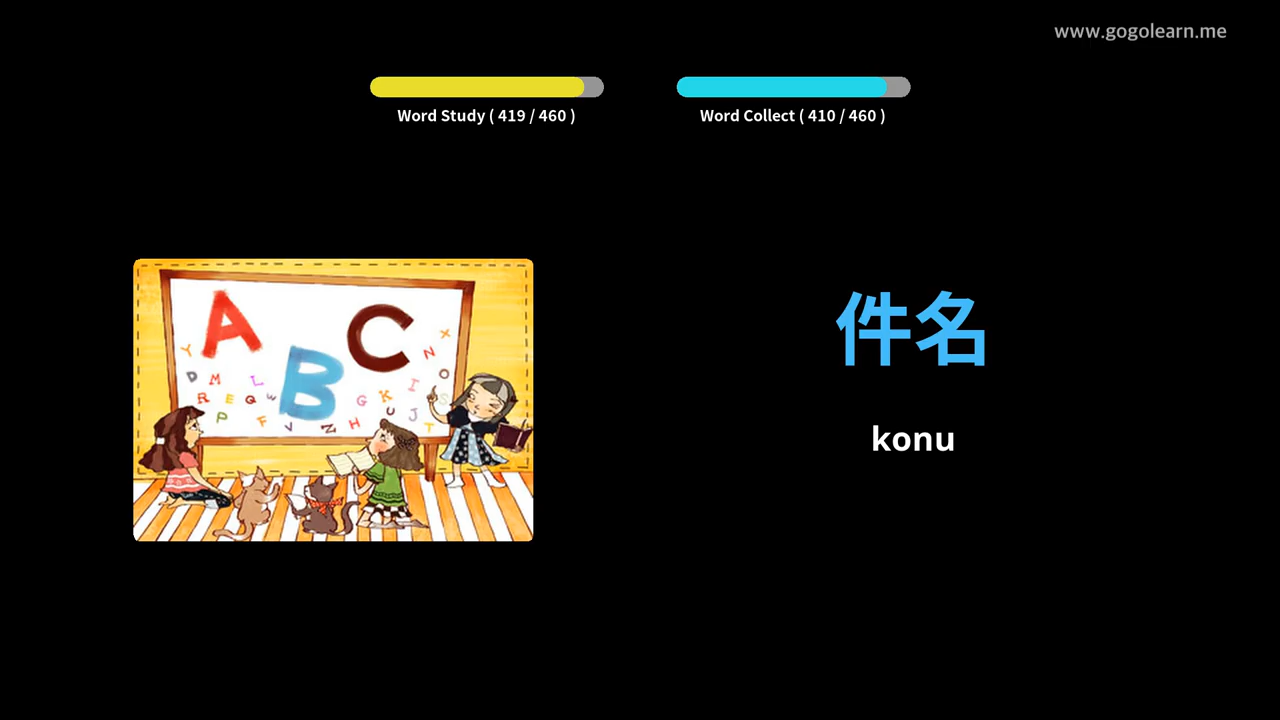 www.gogolearn.me
Word Study ( 419 / 460 )
Word Collect ( 410 / 460 )
A B C
Y X N
D M L I O
R E Q W G K S
P F V Z H U J T
件名
konu